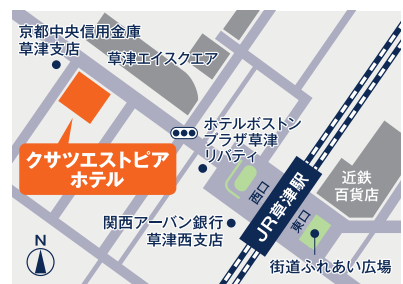 京都中央信用金庫
草津支店
草津エイスクエア
ホテルボストン
プラザ草津
リバティ
クサツエストピア
ホテル
西口
JR草津駅
東口
近鉄
百貨店
関西アーバン銀行
草津西支店
街道ふれあい広場
N